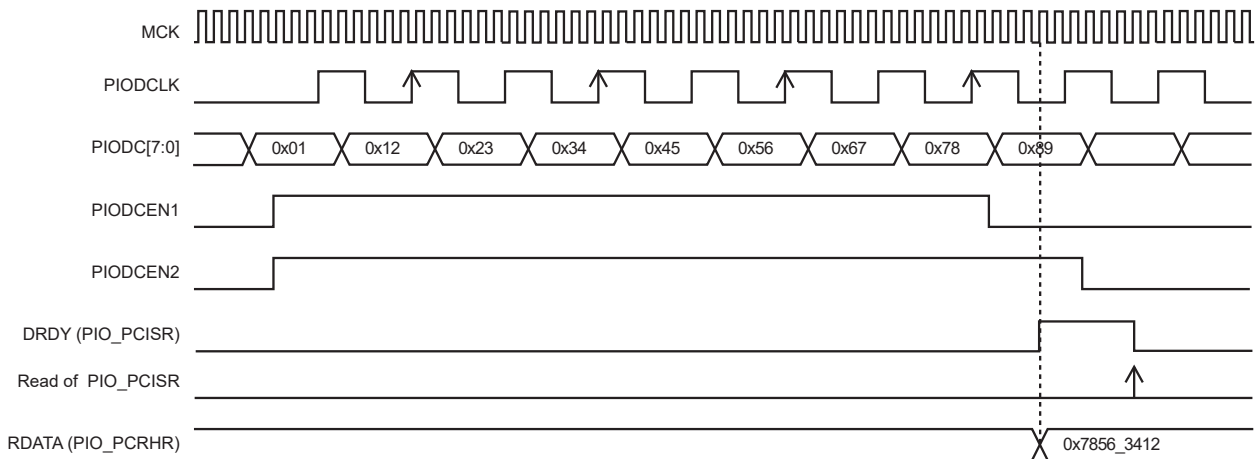 MCK
PIODCLK
PIODC[7:0] 0x01 0x12 0x23 0x34 0x45 0x56 0x67 0x78 0x89
PIODCEN1
PIODCEN2
DRDY (PIO_PCISR)
Read of PIO_PCISR
RDATA (PIO_PCRHR) 0x7856_3412